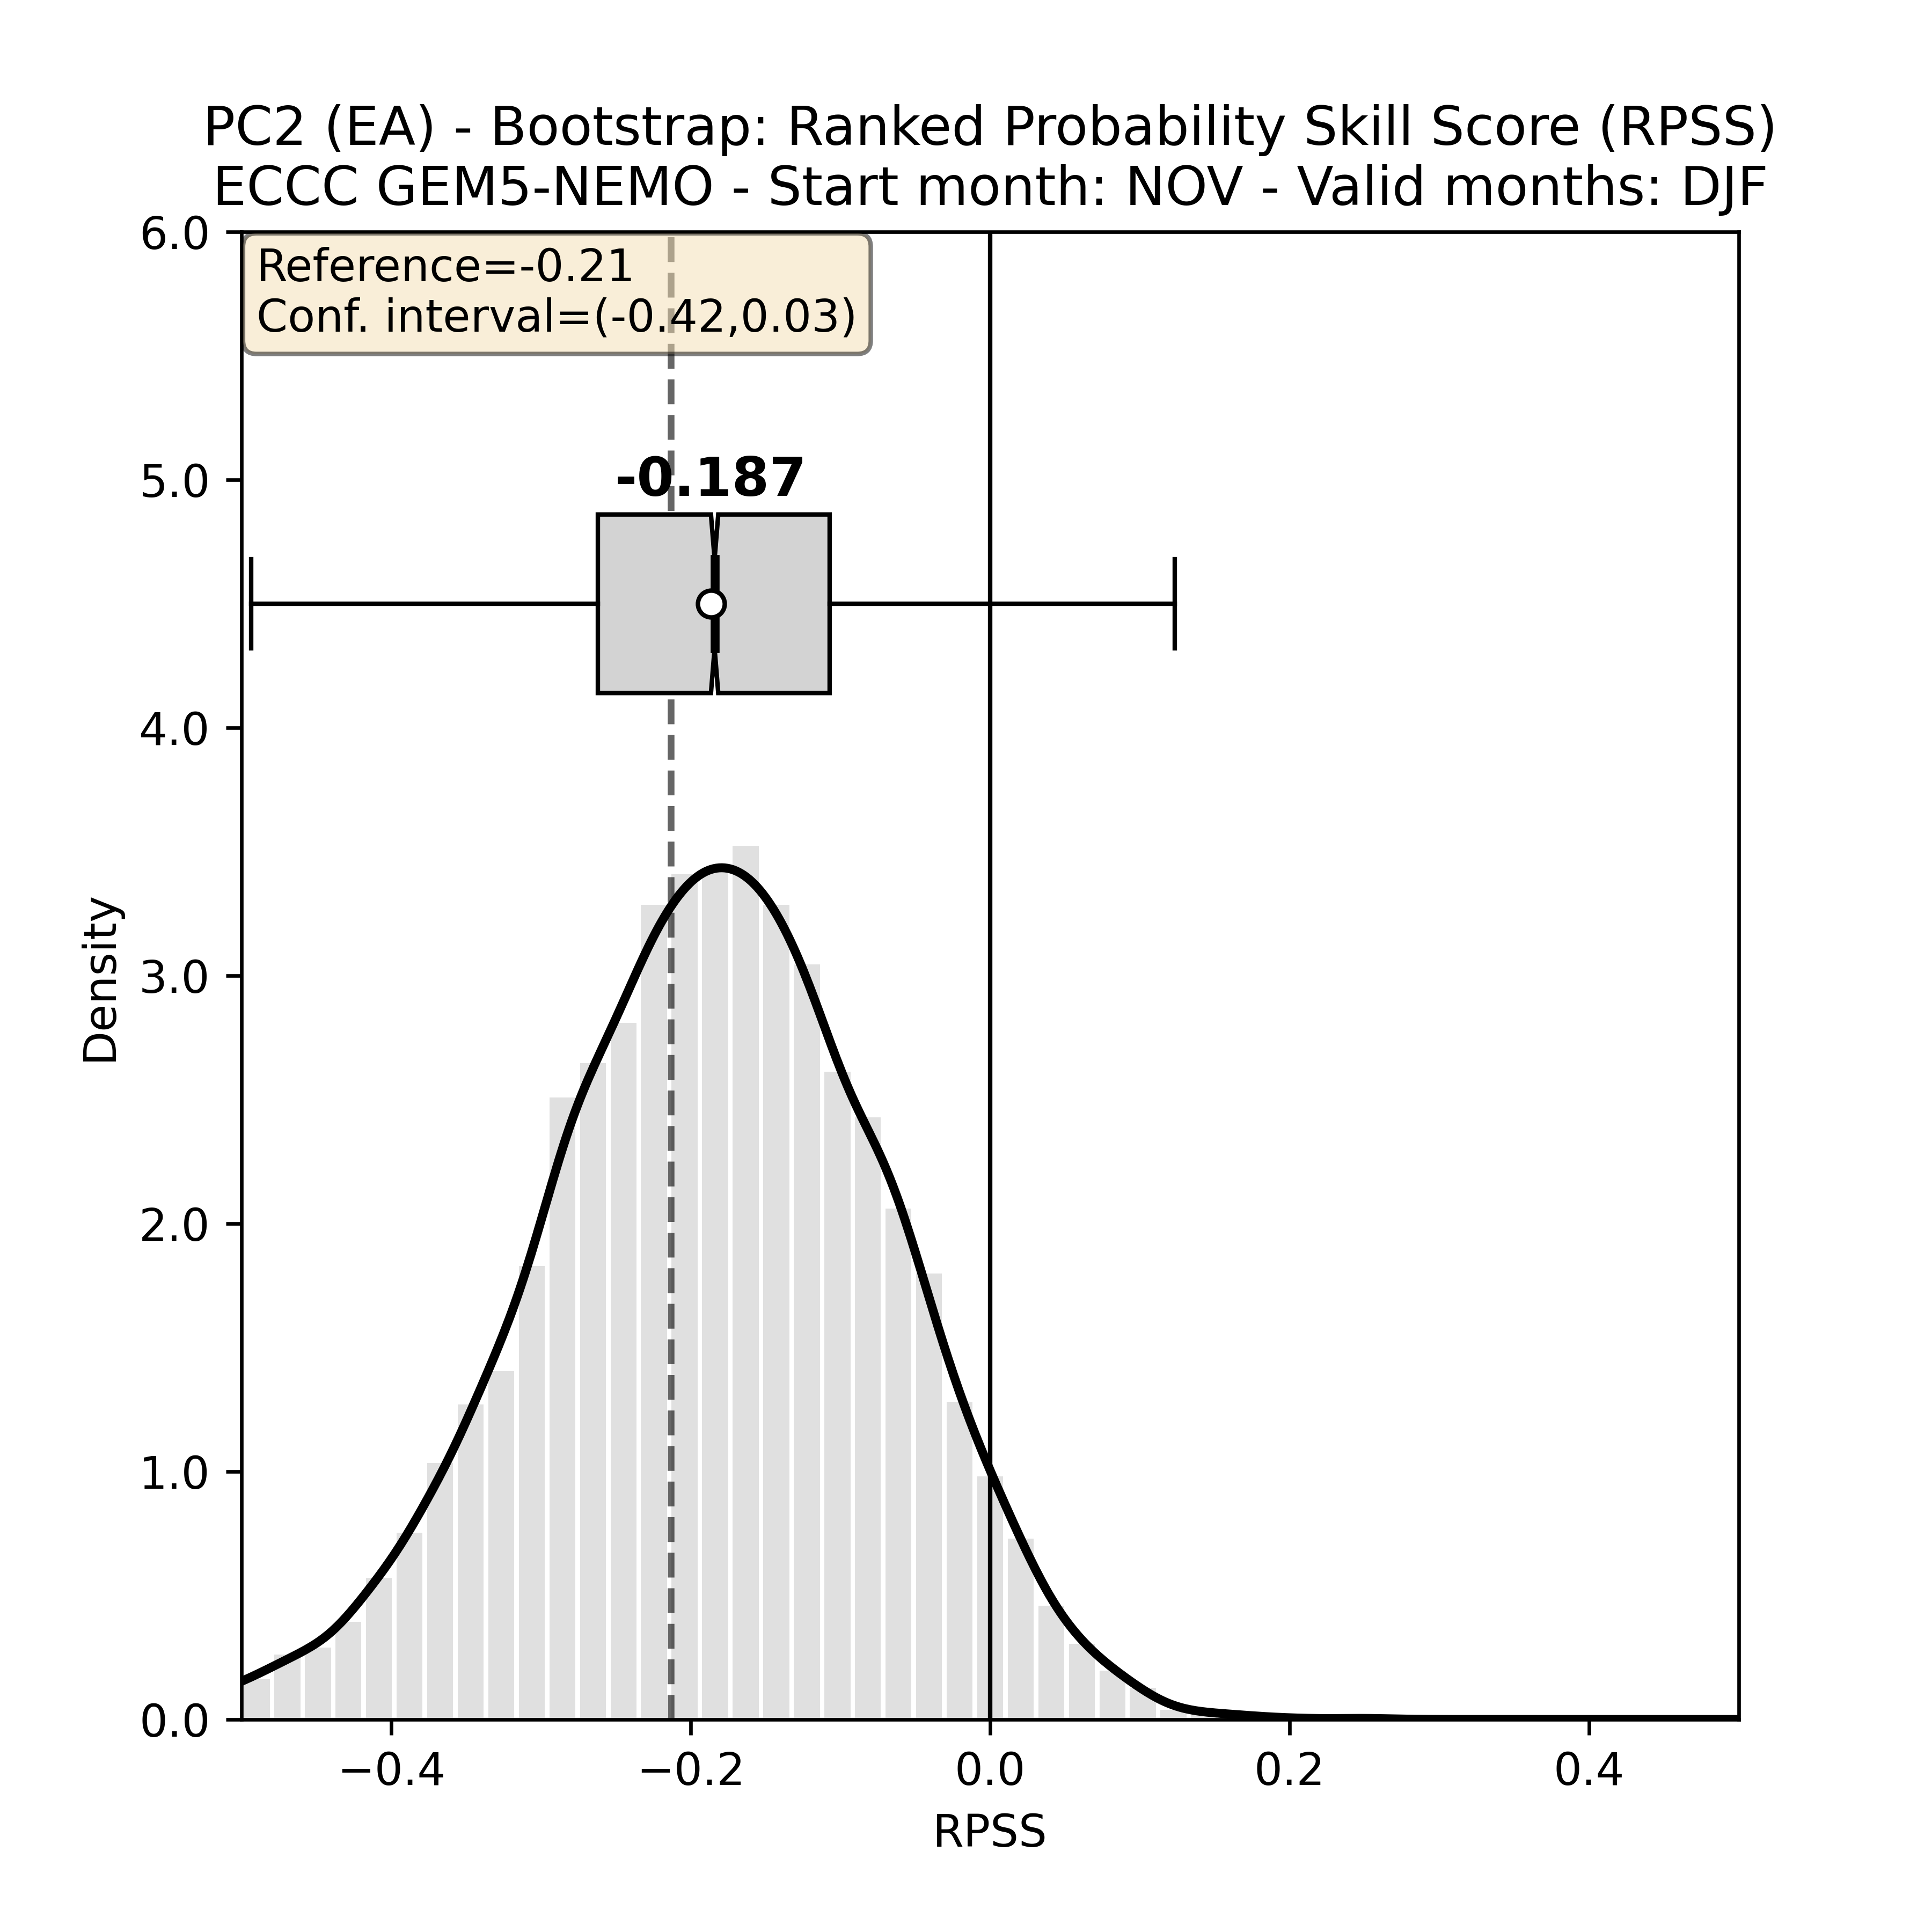 PC2 (EA) - Bootstrap: Ranked Probability Skill Score (RPSS)
ECCC GEM5-NEMO - Start month: NOV - Valid months: DJF
Reference=-0.21
Conf. interval=(-0.42,0.03)
-0.187
6.0
5.0
4.0
3.0
2.0
1.0
0.0
Density
−0.4
−0.2
0.0
0.2
0.4
RPSS